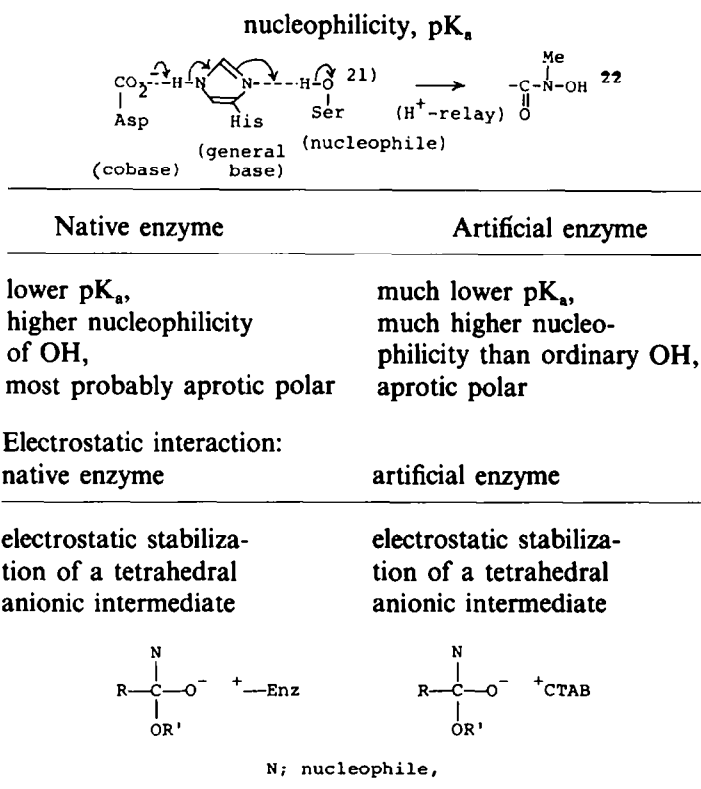 nucleophilicity, pKa
Me
CO2----H-N N-----H-O 21) → -C-N-OH 22
Asp His Ser (H+-relay) O
(general (nucleophile)
(cobase) base)
Native enzyme Artificial enzyme
lower pKa, much lower pKa,
higher nucleophilicity much higher nucleo-
of OH, philicity than ordinary OH,
most probably aprotic polar aprotic polar
Electrostatic interaction:
native enzyme artificial enzyme
electrostatic stabiliza- electrostatic stabiliza-
tion of a tetrahedral tion of a tetrahedral
anionic intermediate anionic intermediate
N N
R—C—O− +—Enz R—C—O− +CTAB
OR' OR'
N; nucleophile,